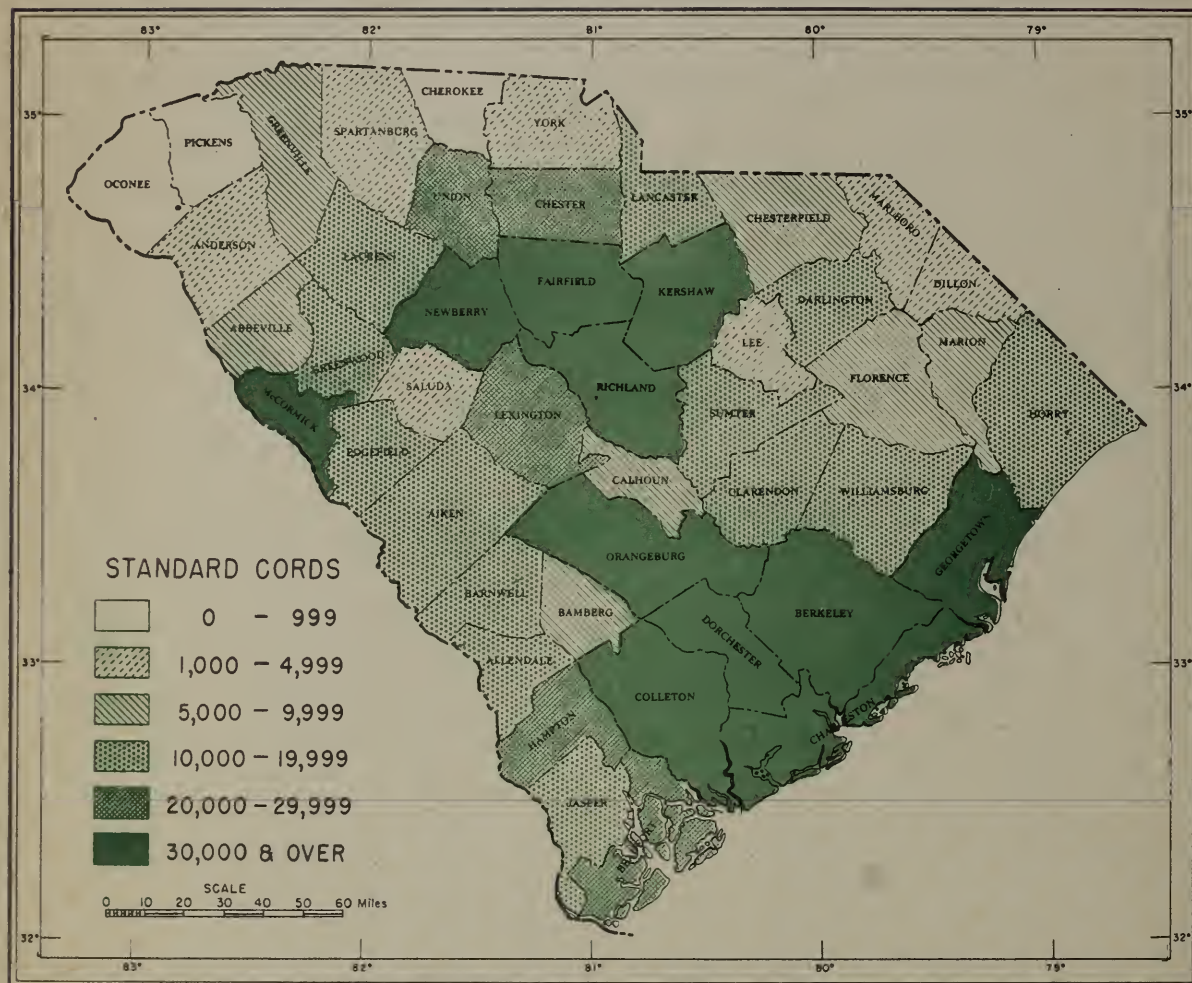 83° 82° 81° 80° 79°
35° 35°
CHEROKEE
YORK
SPARTANBURG
GREENVILLE
PICKENS
OCONEE
UNION
CHESTER
LANCASTER
CHESTERFIELD
MARLBORO
ANDERSON
LAURENS
FAIRFIELD
KERSHAW
DARLINGTON
DILLON
NEWBERRY
ABBEVILLE
LEE
MARION
GREENWOOD
FLORENCE
34° 34°
SALUDA
RICHLAND
McCORMICK
LEXINGTON
SUMTER
HORRY
EDGEFIELD
CALHOUN
CLARENDON
WILLIAMSBURG
AIKEN
GEORGETOWN
ORANGEBURG
BARNWELL
BAMBERG
BERKELEY
DORCHESTER
33° 33°
ALLENDALE
COLLETON
CHARLESTON
HAMPTON
JASPER
STANDARD CORDS
0 - 999
1,000 - 4,999
5,000 - 9,999
10,000 - 19,999
20,000 - 29,999
30,000 & OVER
SCALE
0 10 20 30 40 50 60 Miles
32° 32°
83° 82° 81° 80° 79°